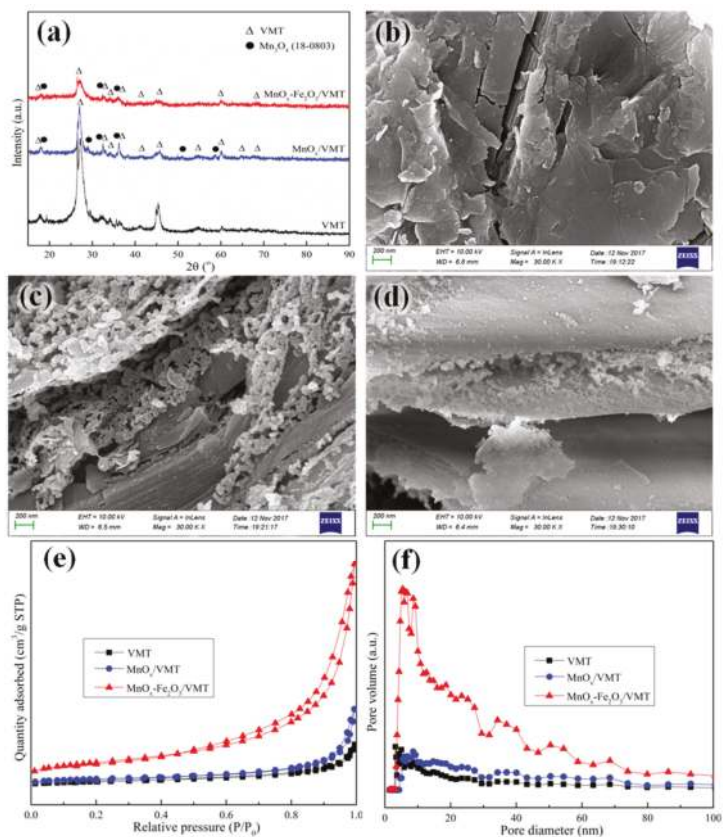 (a)
Δ VMT
● Mn₃O₄ (18-0803)
MnOₓ-Fe₂O₃/VMT
MnOₓ/VMT
VMT
Intensity (a.u.)
20 30 40 50 60 70 80 90
2θ (°)
(b)
200 nm
EHT = 10.00 kV
WD = 6.8 mm
Signal A = InLens
Mag = 30.00 K X
Date :12 Nov 2017
Time :19:12:22
ZEISS
(c)
200 nm
EHT = 10.00 kV
WD = 6.5 mm
Signal A = InLens
Mag = 30.00 K X
Date :12 Nov 2017
Time :19:21:17
ZEISS
(d)
200 nm
EHT = 10.00 kV
WD = 6.4 mm
Signal A = InLens
Mag = 30.00 K X
Date :12 Nov 2017
Time :19:30:10
ZEISS
(e)
VMT
MnOₓ/VMT
MnOₓ-Fe₂O₃/VMT
Quantity adsorbed (cm³/g STP)
0.0 0.2 0.4 0.6 0.8 1.0
Relative pressure (P/P₀)
(f)
VMT
MnOₓ/VMT
MnOₓ-Fe₂O₃/VMT
Pore volume (a.u.)
0 20 40 60 80 100
Pore diameter (nm)